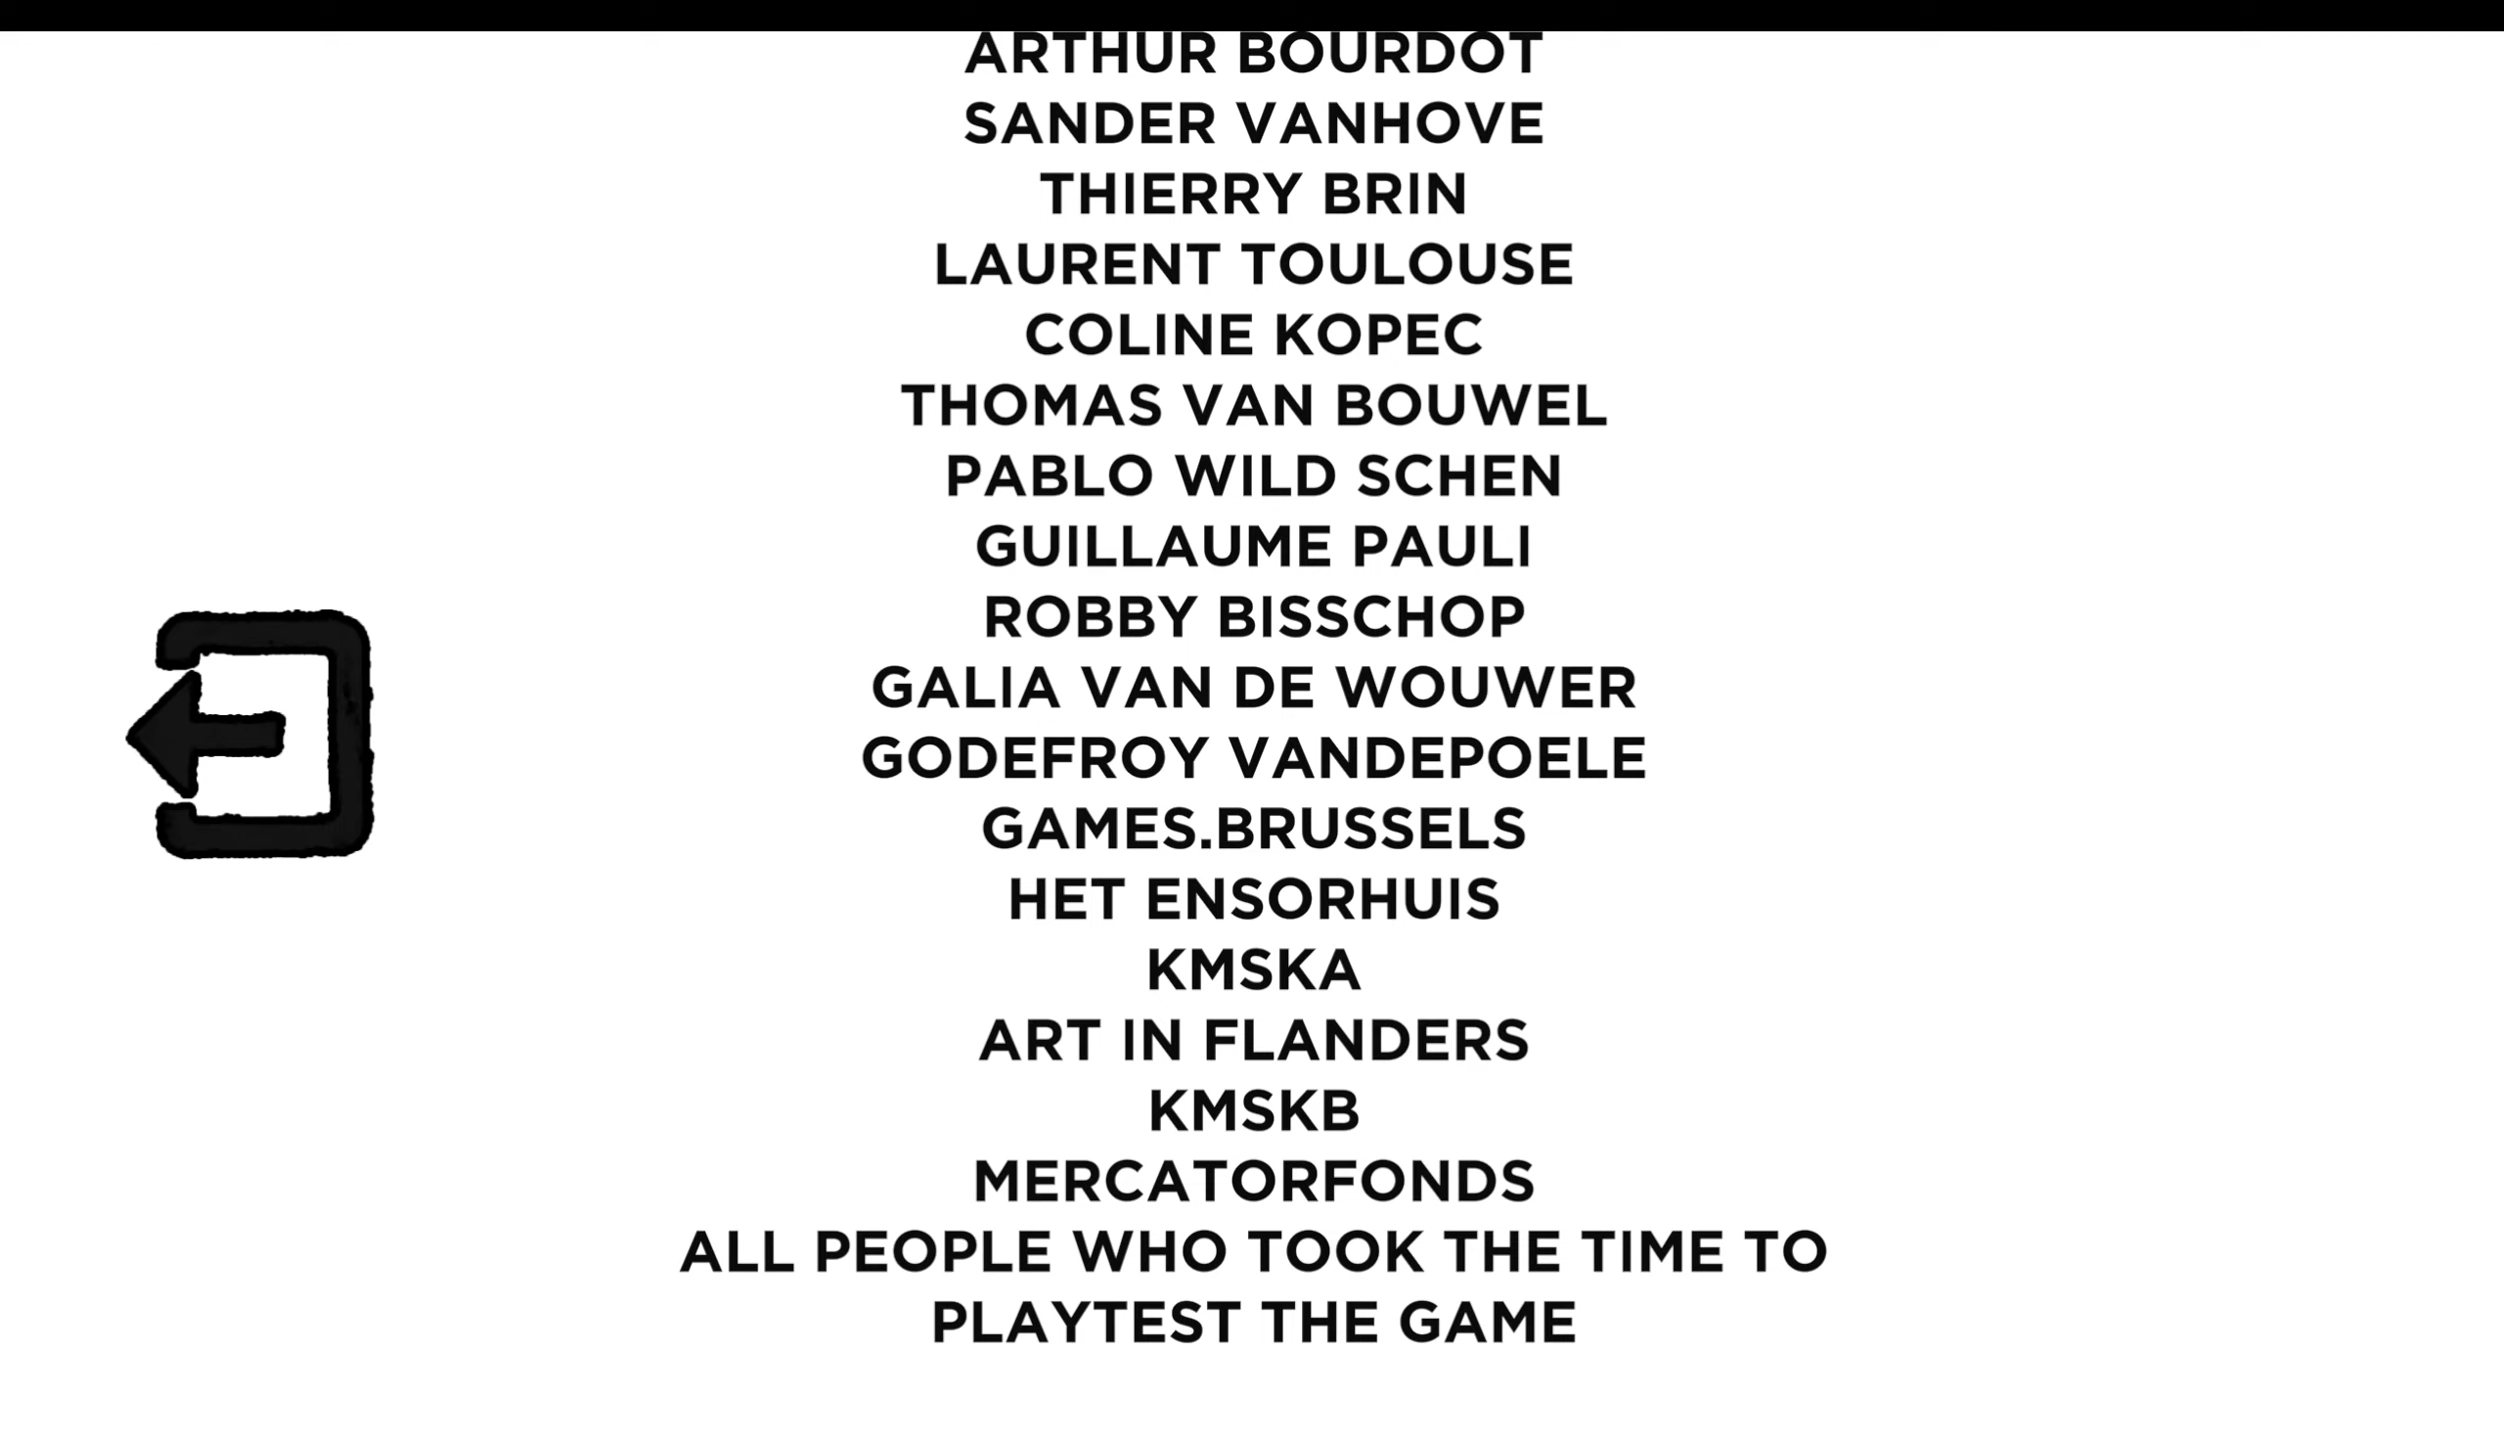 ARTHUR BOURDOT
SANDER VANHOVE
THIERRY BRIN
LAURENT TOULOUSE
COLINE KOPEC
THOMAS VAN BOUWEL
PABLO WILD SCHEN
GUILLAUME PAULI
ROBBY BISSCHOP
GALIA VAN DE WOUWER
GODEFROY VANDEPOELE
GAMES.BRUSSELS
HET ENSORHUIS
KMSKA
ART IN FLANDERS
KMSKB
MERCATORFONDS
ALL PEOPLE WHO TOOK THE TIME TO
PLAYTEST THE GAME